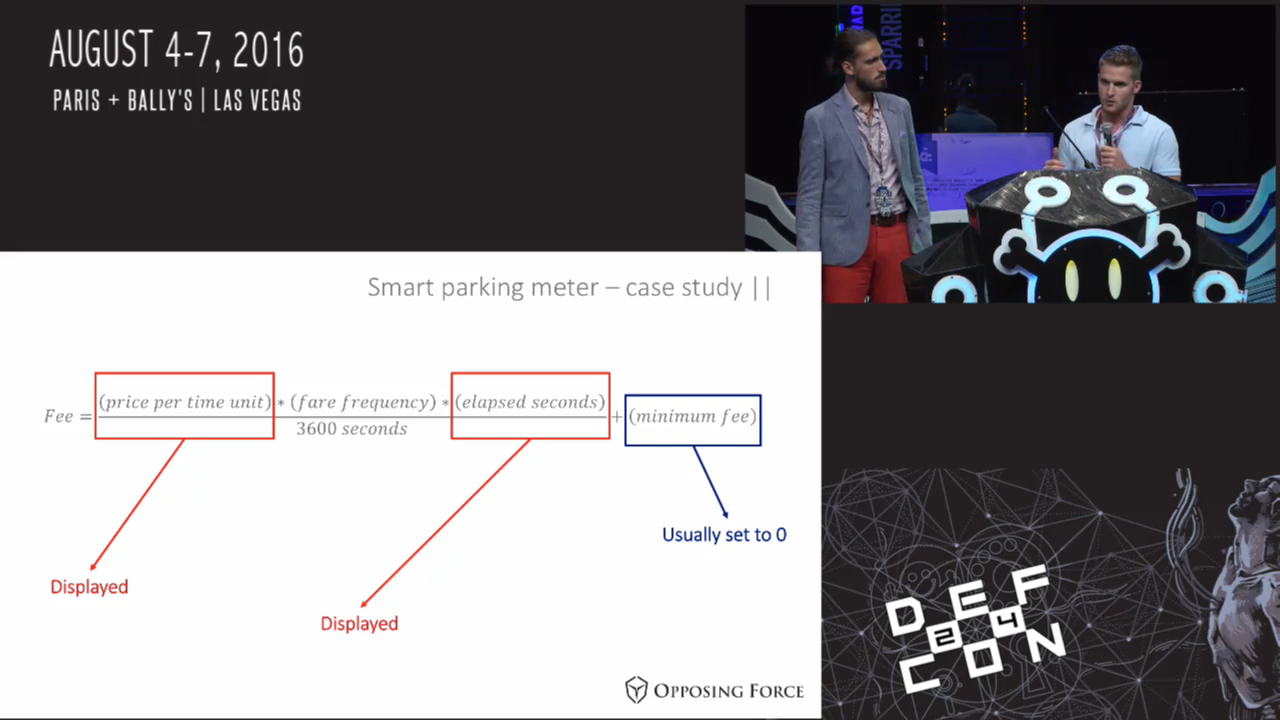 AUGUST 4-7, 2016
PARIS + BALLY'S | LAS VEGAS
SPARRI
Smart parking meter – case study ||
Fee = (price per time unit) * (fare frequency) * (elapsed seconds) + (minimum fee)
3600 seconds
Usually set to 0
Displayed
Displayed
OPPOSING FORCE
DEF
24
CON